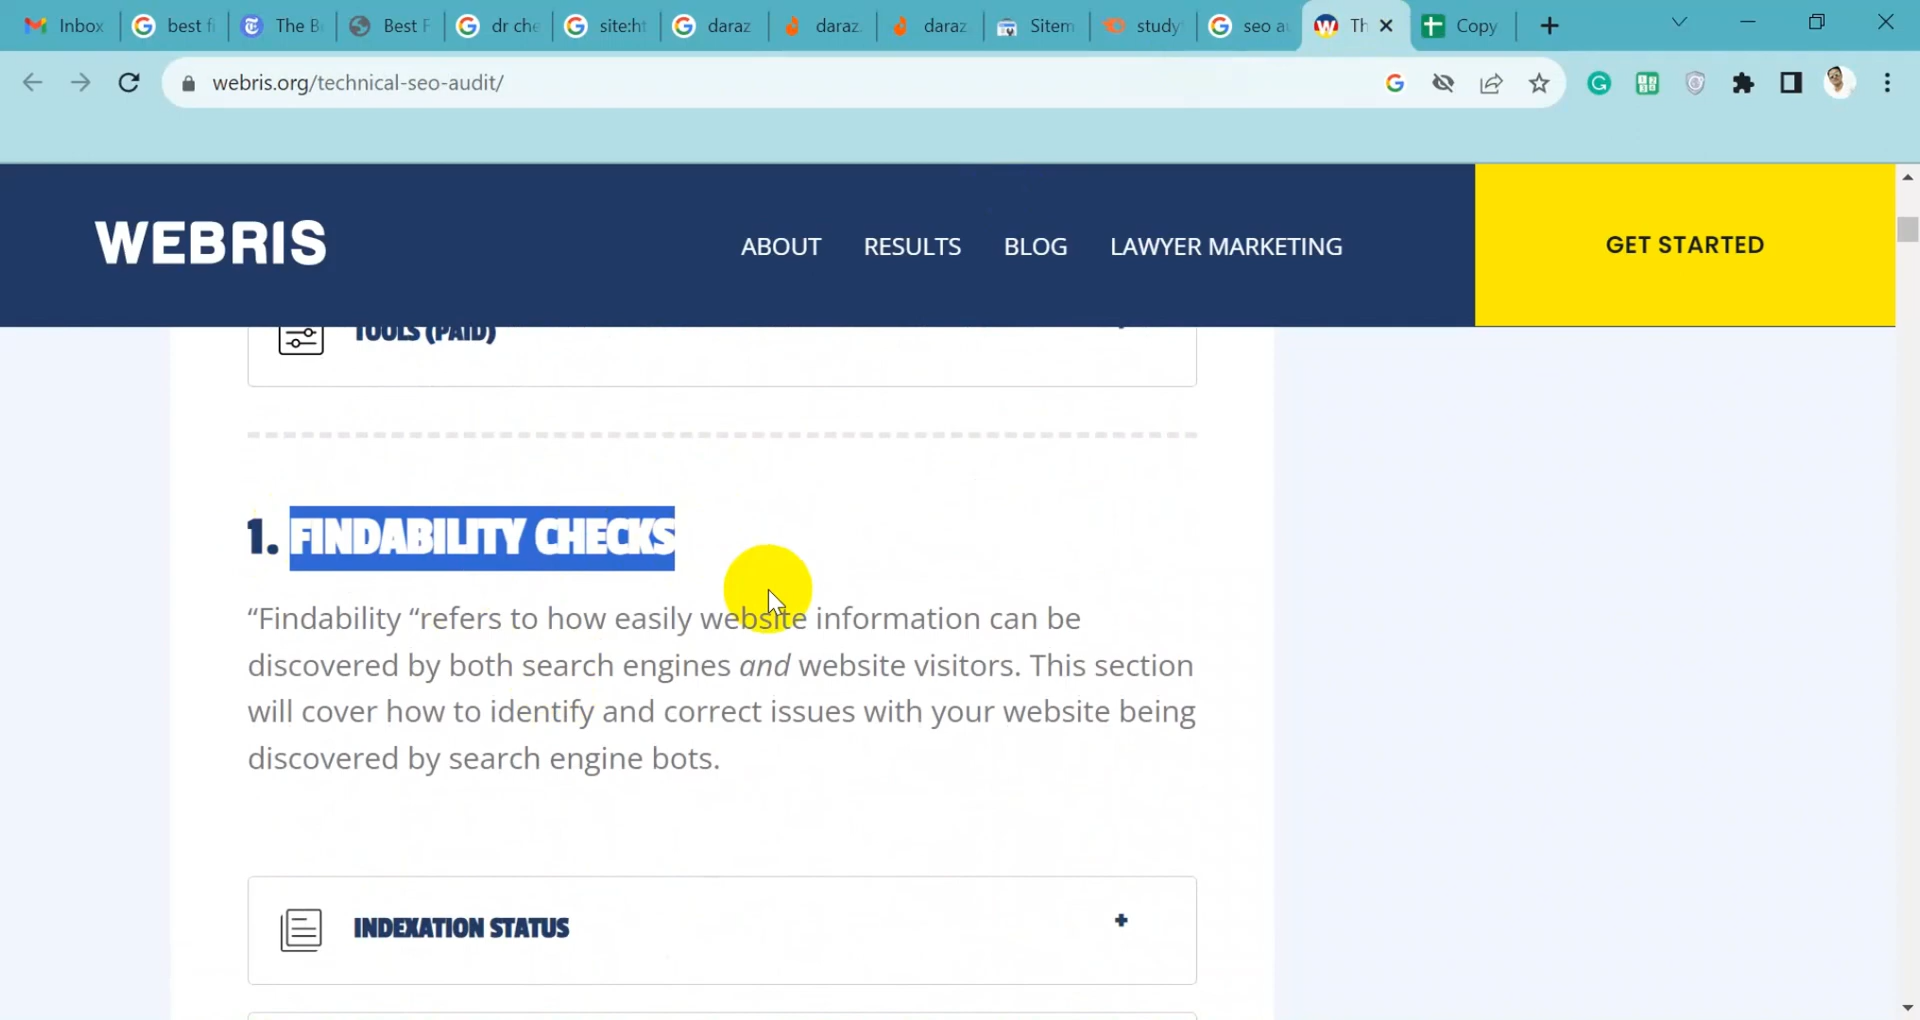 Inbox
best f
The B
Best F
dr che
site:ht
daraz
daraz.
daraz
Sitem
study
seo au
Th
Copy
webris.org/technical-seo-audit/
WEBRIS
ABOUT
RESULTS
BLOG
LAWYER MARKETING
GET STARTED
TOOLS (PAID)
1. FINDABILITY CHECKS
“Findability “refers to how easily website information can be
discovered by both search engines and website visitors. This section
will cover how to identify and correct issues with your website being
discovered by search engine bots.
INDEXATION STATUS
+